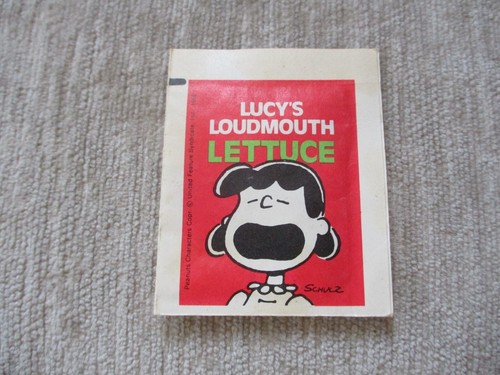 LUCY'S
LOUDMOUTH
LETTUCE
SCHULZ
Peanuts Characters Copr. © United Feature Syndicate